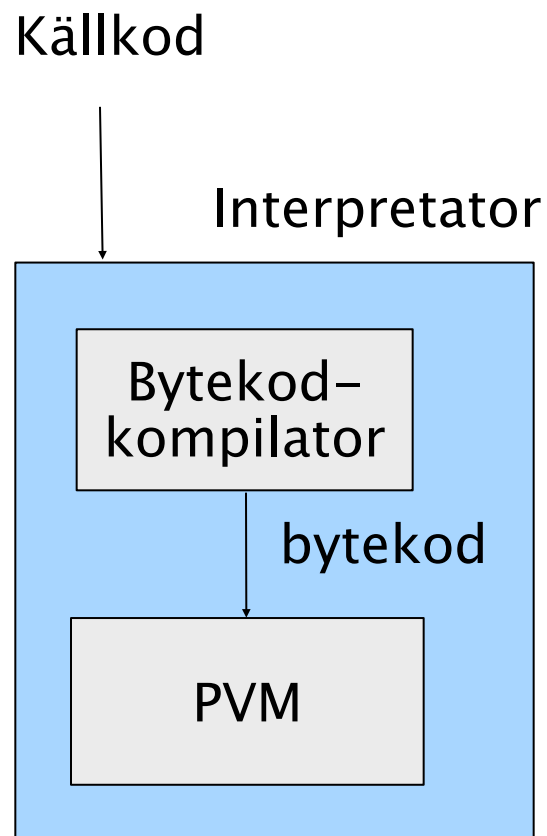 Källkod
Interpretator
Bytekod-
kompilator
bytekod
PVM